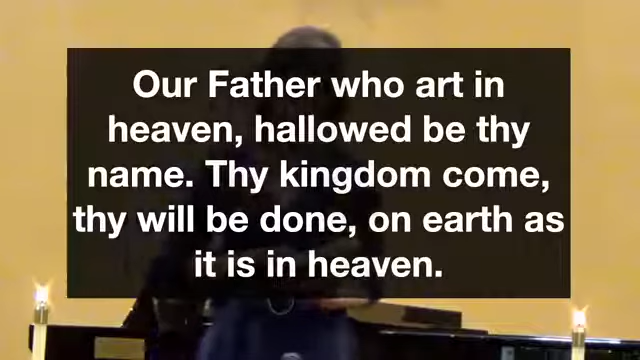 Our Father who art in
heaven, hallowed be thy
name. Thy kingdom come,
thy will be done, on earth as
it is in heaven.